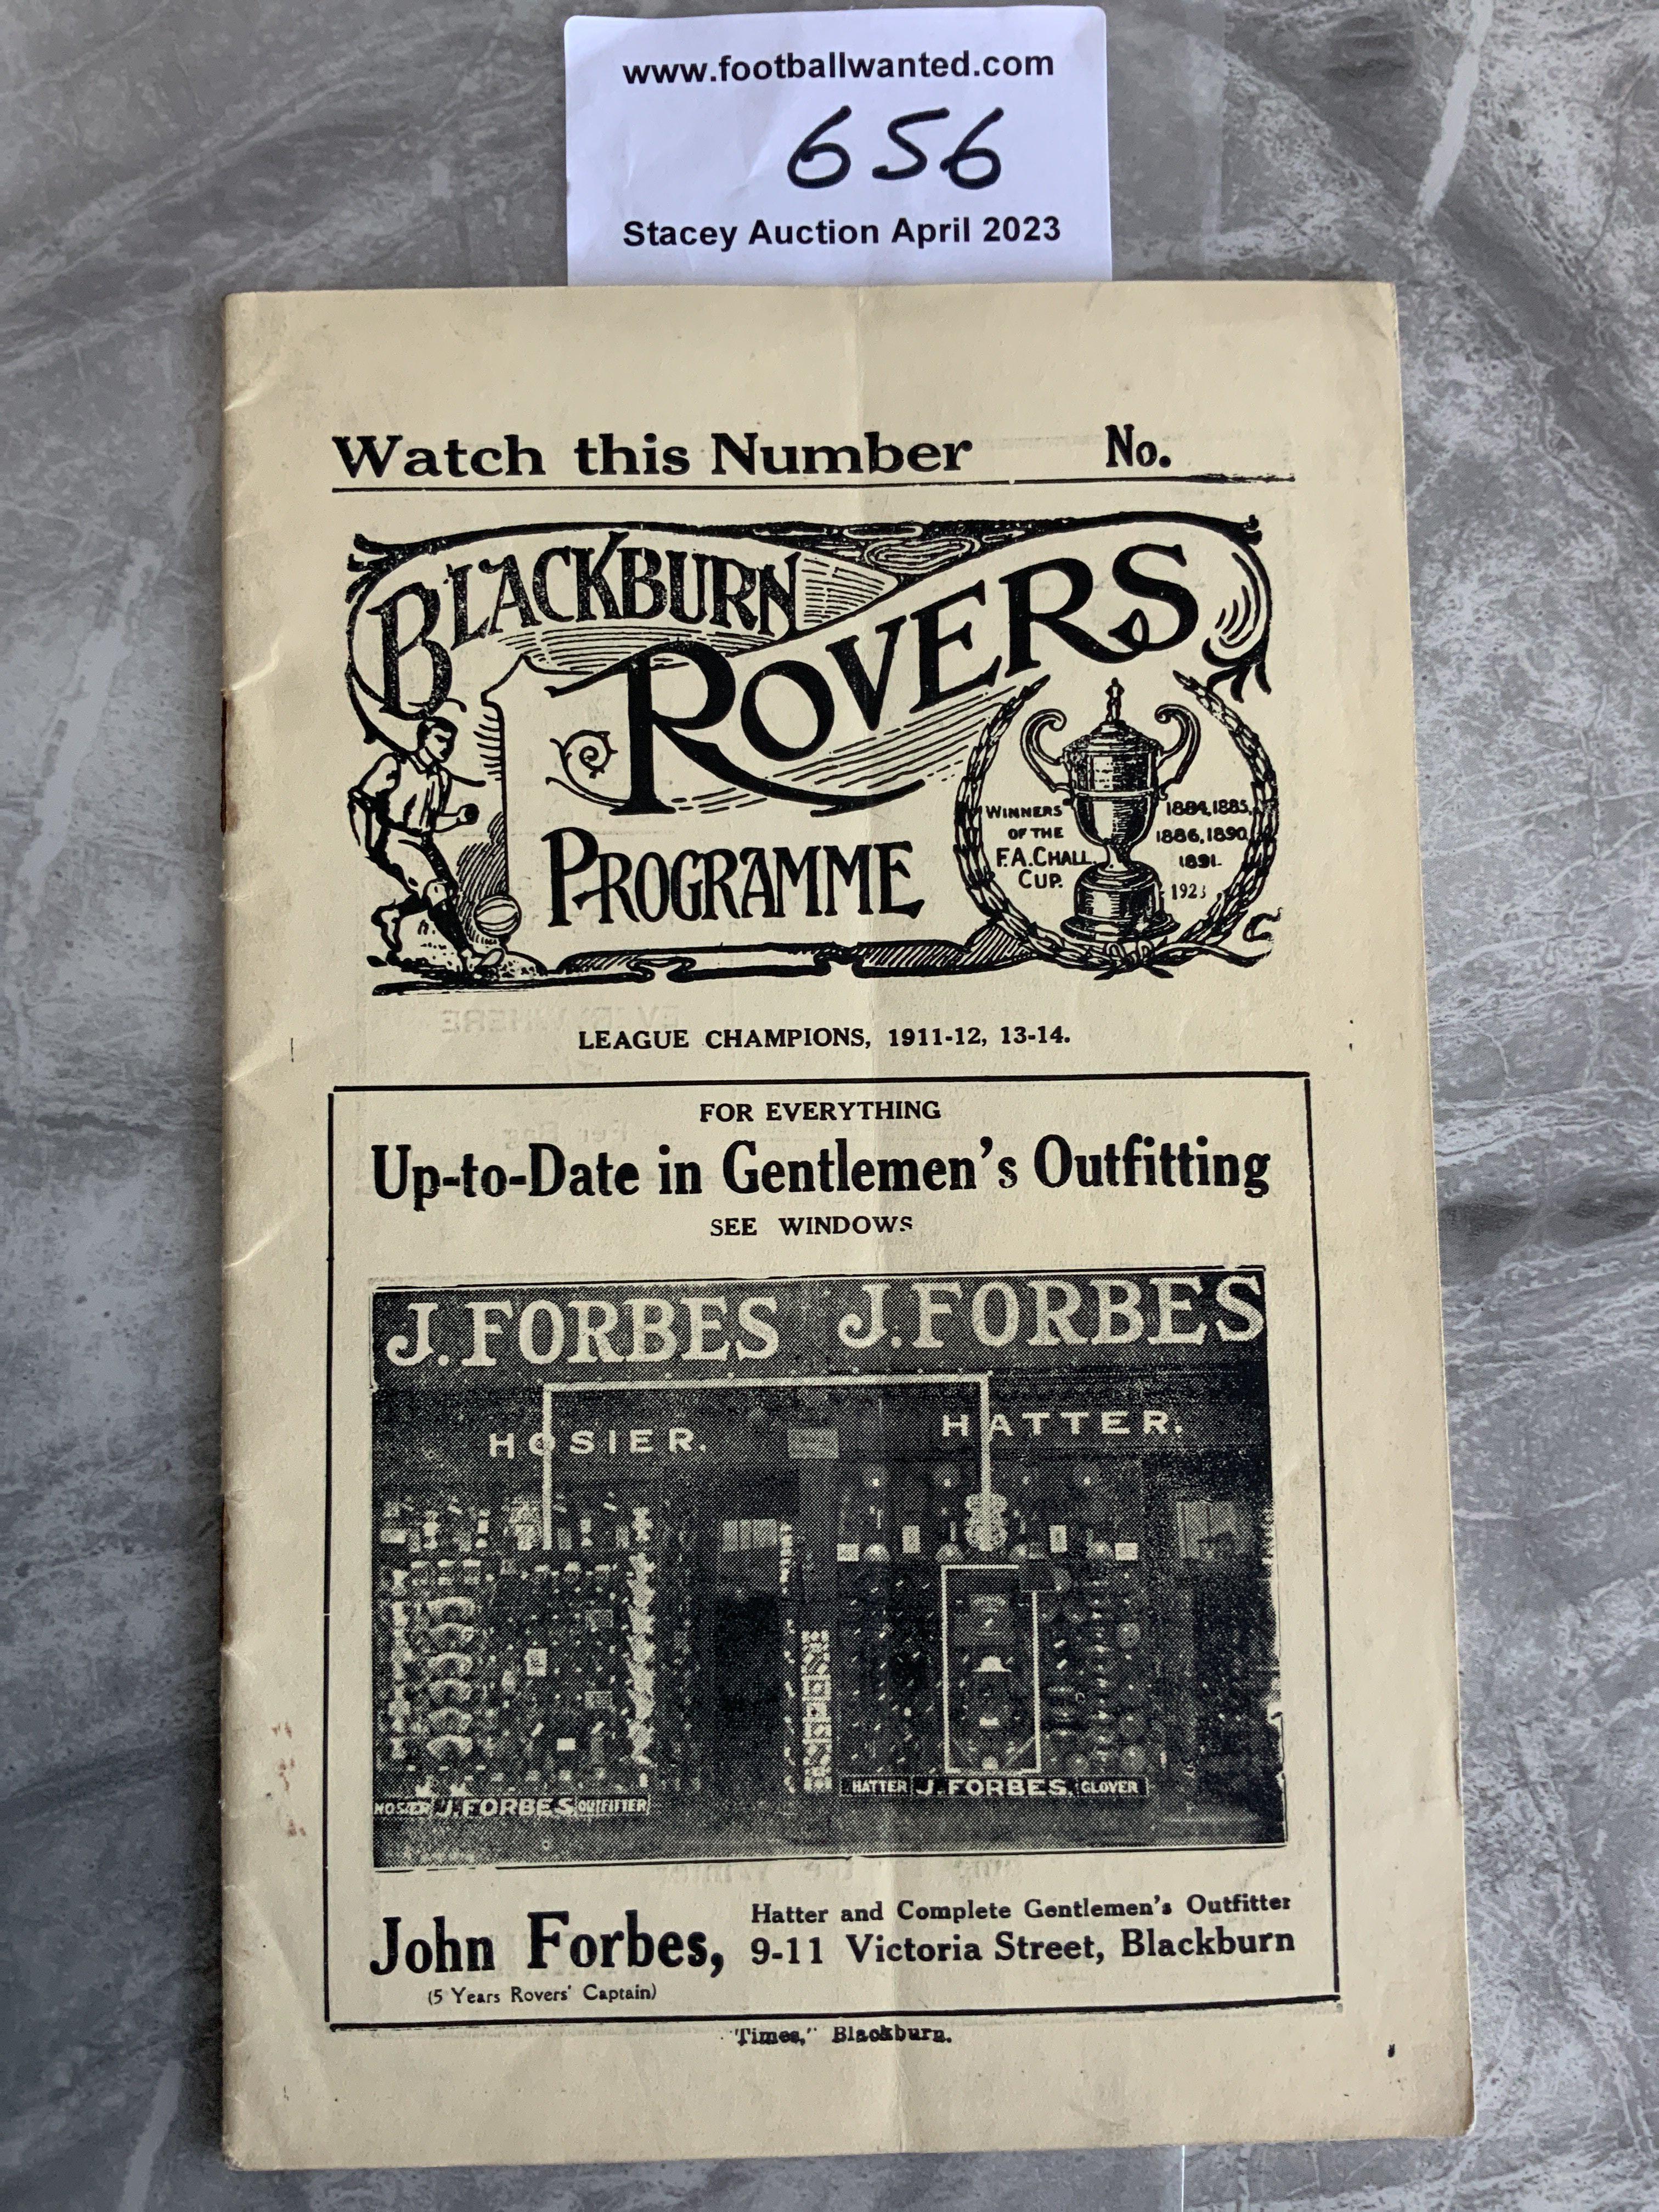 www.footballwanted.com
656
Stacey Auction April 2023
Watch this Number No.
BLACKBURN
ROVERS
PROGRAMME
WINNERS
OF THE
F.A. CHALL.
CUP.
1884, 1885,
1886, 1890,
1891.
LEAGUE CHAMPIONS, 1911-12, 13-14.
FOR EVERYTHING
Up-to-Date in Gentlemen's Outfitting
SEE WINDOWS
J. FORBES J. FORBES
HOSIER. HATTER.
HATTER J. FORBES. GLOVER
HOSIER J. FORBES OUTFITTER
John Forbes,
(5 Years Rovers' Captain)
Hatter and Complete Gentlemen's Outfitter
9-11 Victoria Street, Blackburn
"Times," Blackburn.